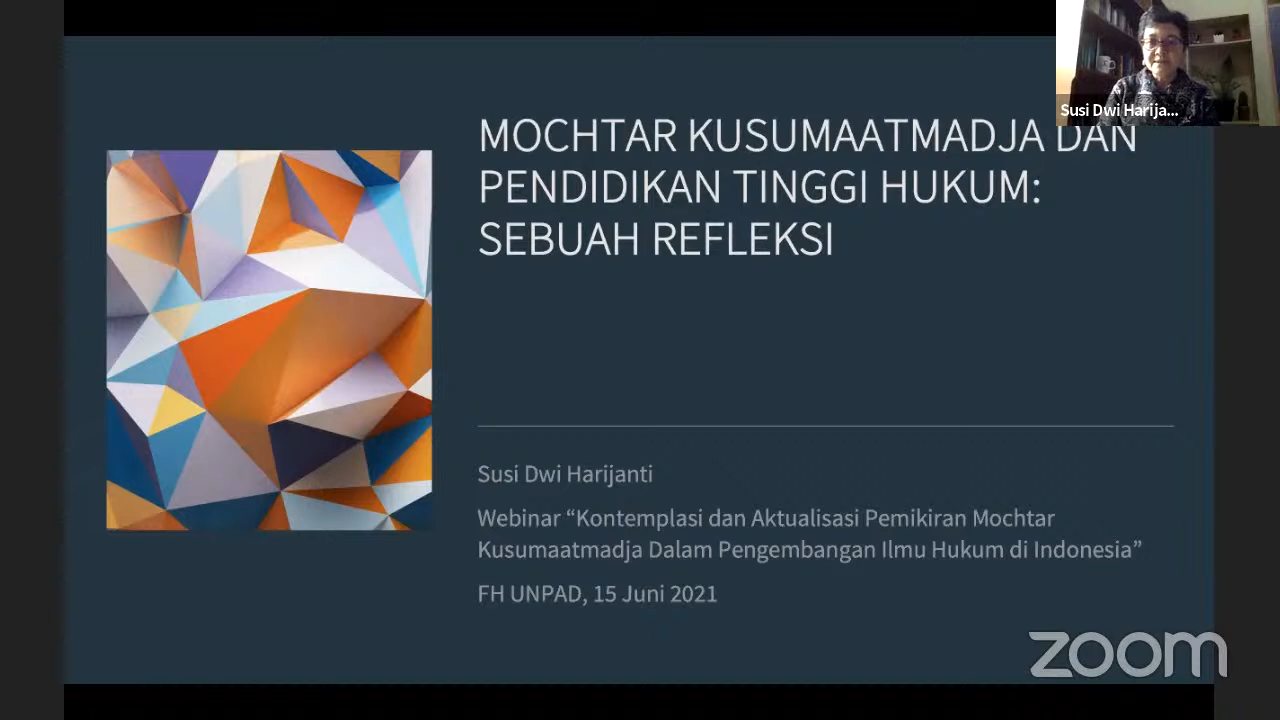 Susi Dwi Harija...
MOCHTAR KUSUMAATMADJA DAN
PENDIDIKAN TINGGI HUKUM:
SEBUAH REFLEKSI
Susi Dwi Harijanti
Webinar “Kontemplasi dan Aktualisasi Pemikiran Mochtar
Kusumaatmadja Dalam Pengembangan Ilmu Hukum di Indonesia”
FH UNPAD, 15 Juni 2021
zoom